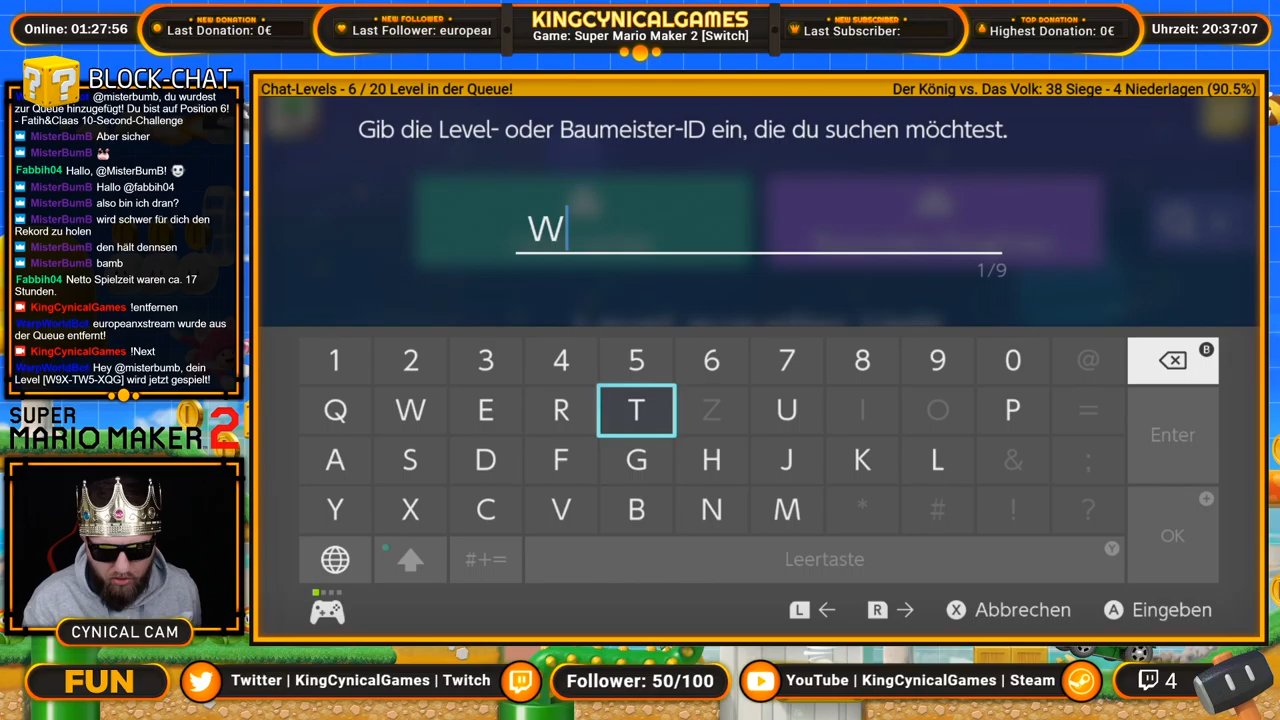 Online: 01:27:56
NEW DONATION
Last Donation: 0€
NEW FOLLOWER
Last Follower: europear
KINGCYNICALGAMES
Game: Super Mario Maker 2 [Switch]
NEW SUBSCRIBER
Last Subscriber:
TOP DONATION
Highest Donation: 0€
Uhrzeit: 20:37:07
BLOCK-CHAT
@misterbumb, du wurdest
zur Queue hinzugefügt! Du bist auf Position 6!
- Fatih&Claas 10-Second-Challenge
MisterBumB Aber sicher
MisterBumB
Fabbih04 Hallo, @MisterBumB!
MisterBumB Hallo @fabbih04
MisterBumB also bin ich dran?
MisterBumB wird schwer für dich den
Rekord zu holen
MisterBumB den hält dennsen
MisterBumB bamb
Fabbih04 Netto Spielzeit waren ca. 17
Stunden.
KingCynicalGames !entfernen
WarpWorldBot europeanxstream wurde aus
der Queue entfernt!
KingCynicalGames !Next
WarpWorldBot Hey @misterbumb, dein
Level [W9X-TW5-XQG] wird jetzt gespielt!
SUPER
MARIO MAKER 2
CYNICAL CAM
Chat-Levels - 6 / 20 Level in der Queue!
Der König vs. Das Volk: 38 Siege - 4 Niederlagen (90.5%)
Gib die Level- oder Baumeister-ID ein, die du suchen möchtest.
W
1/9
1 2 3 4 5 6 7 8 9 0 @ B
Q W E R T Z U I O P =
Enter
A S D F G H J K L & ;
Y X C V B N M * # ! ?
OK
#+= Leertaste Y
L ← R → X Abbrechen A Eingeben
FUN
Twitter | KingCynicalGames | Twitch
Follower: 50/100
YouTube | KingCynicalGames | Steam
4